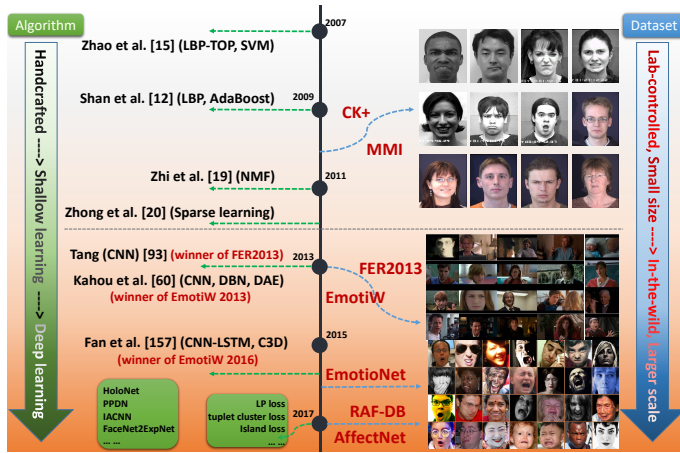 Algorithm
Dataset
2007
Zhao et al. [15] (LBP-TOP, SVM)
Shan et al. [12] (LBP, AdaBoost)
2009
CK+
MMI
Zhi et al. [19] (NMF)
2011
Zhong et al. [20] (Sparse learning)
Tang (CNN) [93] (winner of FER2013)
2013
FER2013
Kahou et al. [60] (CNN, DBN, DAE)
(winner of EmotiW 2013)
EmotiW
2015
Fan et al. [157] (CNN-LSTM, C3D)
(winner of EmotiW 2016)
EmotioNet
HoloNet
PPDN
IACNN
FaceNet2ExpNet
... ...
LP loss
tuplet cluster loss
Island loss
... ...
2017
RAF-DB
AffectNet
Handcrafted ----> Shallow learning ----> Deep learning
Lab-controlled, Small size ----> In-the-wild, Larger scale